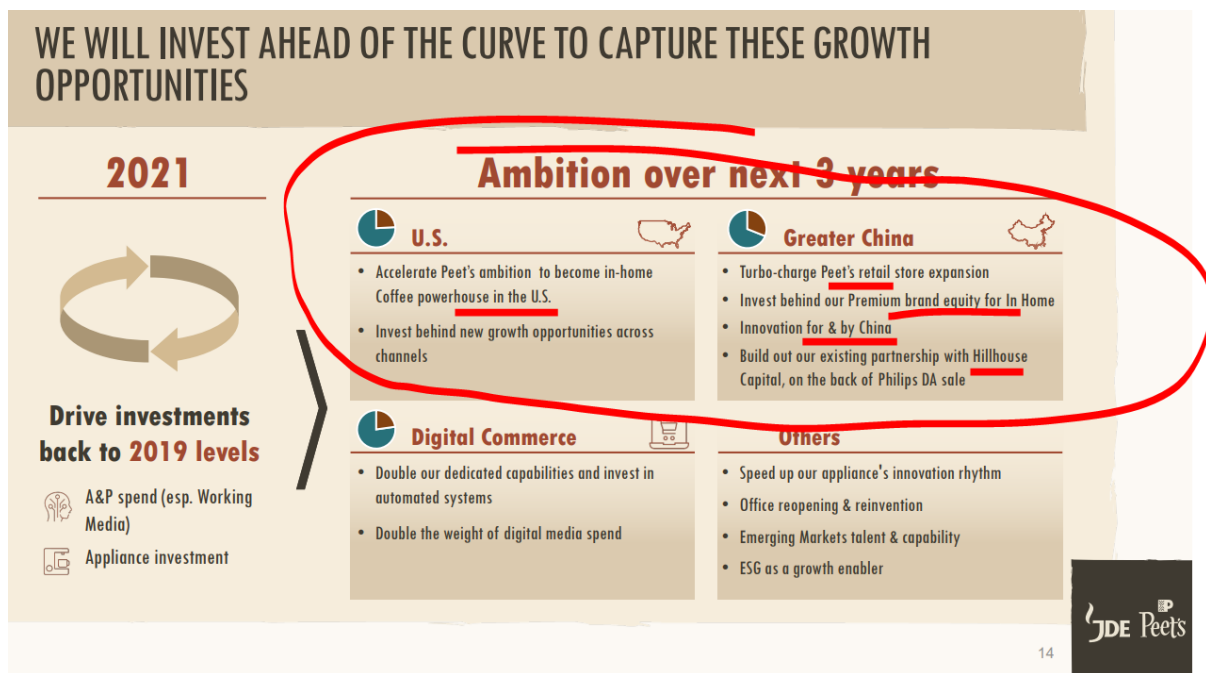 WE WILL INVEST AHEAD OF THE CURVE TO CAPTURE THESE GROWTH
OPPORTUNITIES
2021
Drive investments
back to 2019 levels
A&P spend (esp. Working
Media)
Appliance investment
Ambition over next 3 years
U.S.
• Accelerate Peet's ambition to become in-home
Coffee powerhouse in the U.S.
• Invest behind new growth opportunities across
channels
Greater China
• Turbo-charge Peet's retail store expansion
• Invest behind our Premium brand equity for In Home
• Innovation for & by China
• Build out our existing partnership with Hillhouse
Capital, on the back of Philips DA sale
Digital Commerce
• Double our dedicated capabilities and invest in
automated systems
• Double the weight of digital media spend
Others
• Speed up our appliance's innovation rhythm
• Office reopening & reinvention
• Emerging Markets talent & capability
• ESG as a growth enabler
JDE Peet's
14